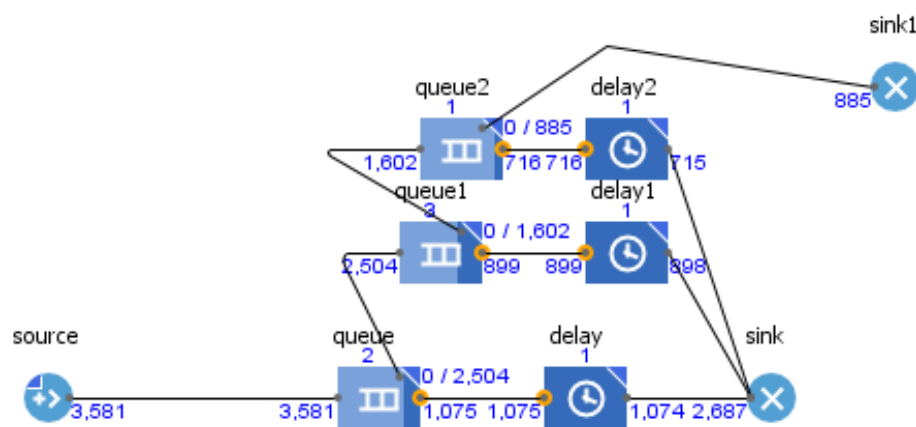 sink1
885
queue2
1
0 / 885
delay2
1
1,602
716
716
715
queue1
3
0 / 1,602
delay1
1
2,504
899
899
898
source
3,581
queue
2
0 / 2,504
delay
1
sink
3,581
1,075
1,075
1,074
2,687